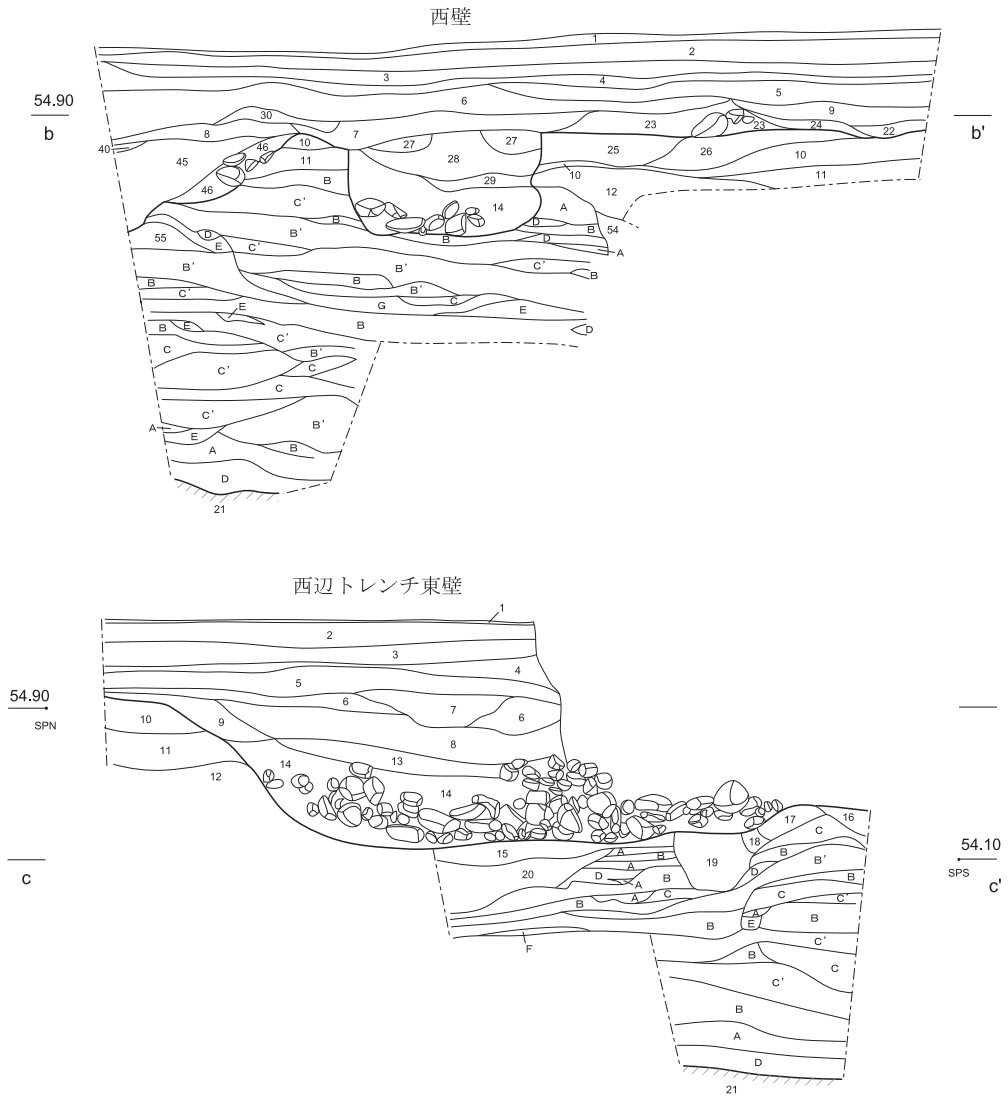 西壁
1
2
3 4
5
6
9
54.90
30
23 23 24 22
b b'
8 7
40 46 10 27 27
45 11 28 25 26 10
46 B 29 10 11
C' 14 A 12
B D B 54
55 D B' B D A
E C'
B' B' C' B
B B B'
C' G C E
E
B E C' B D
C B'
C' C
C
C' B'
A E
A B
D
21
西辺トレンチ東壁
1
2
3
4
5
54.90
6 7 6
SPN
10 9
8
11 13
12 14
14
17 16
18 C
15 A B B 54.10
19 B'
20 A SPS
D A B D B
c A C C C' c'
B A B
E
B
F C'
B C
C'
B
A
D
21